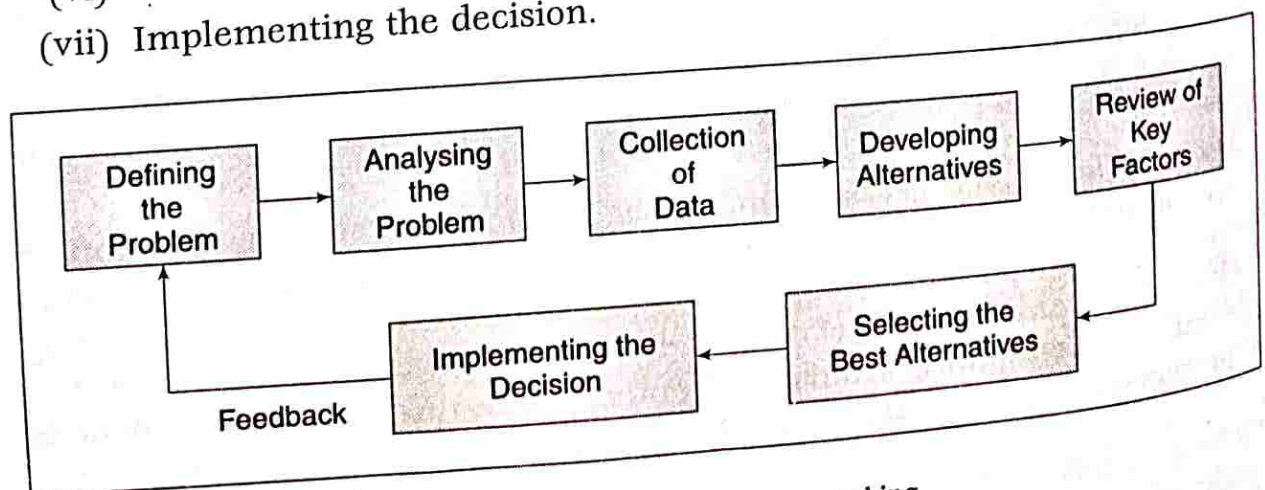 (vii) Implementing the decision.
Defining
the
Problem
Analysing
the
Problem
Collection
of
Data
Developing
Alternatives
Review of
Key
Factors
Selecting the
Best Alternatives
Implementing the
Decision
Feedback